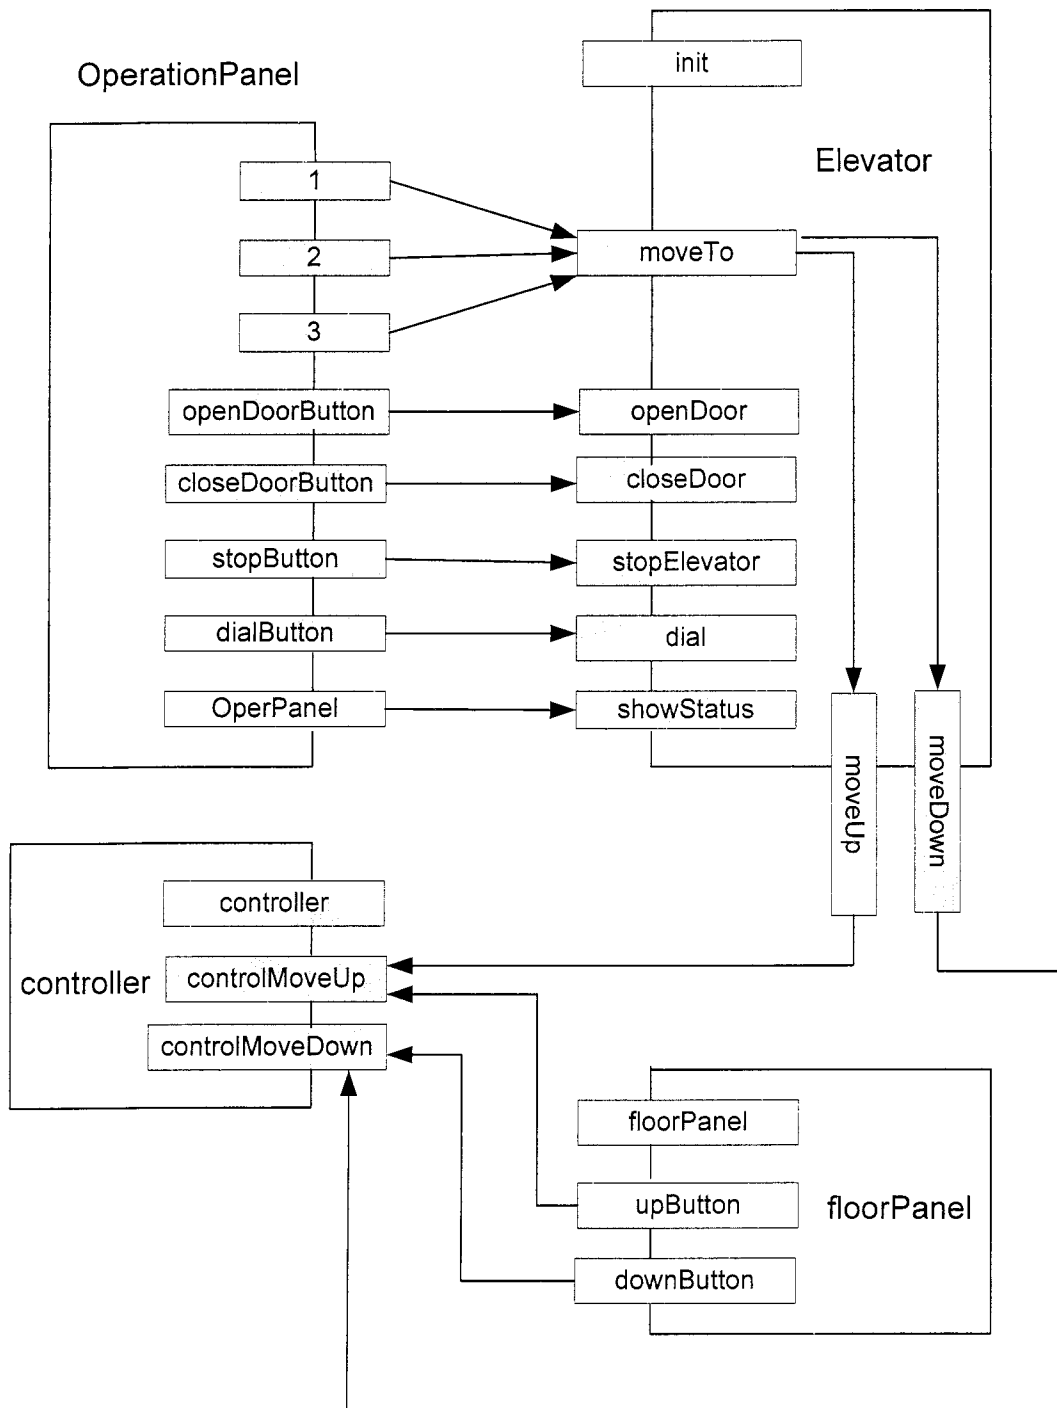 OperationPanel
1
2
3
openDoorButton
closeDoorButton
stopButton
dialButton
OperPanel
init
Elevator
moveTo
openDoor
closeDoor
stopElevator
dial
showStatus
moveUp
moveDown
controller
controller
controlMoveUp
controlMoveDown
floorPanel
upButton
floorPanel
downButton